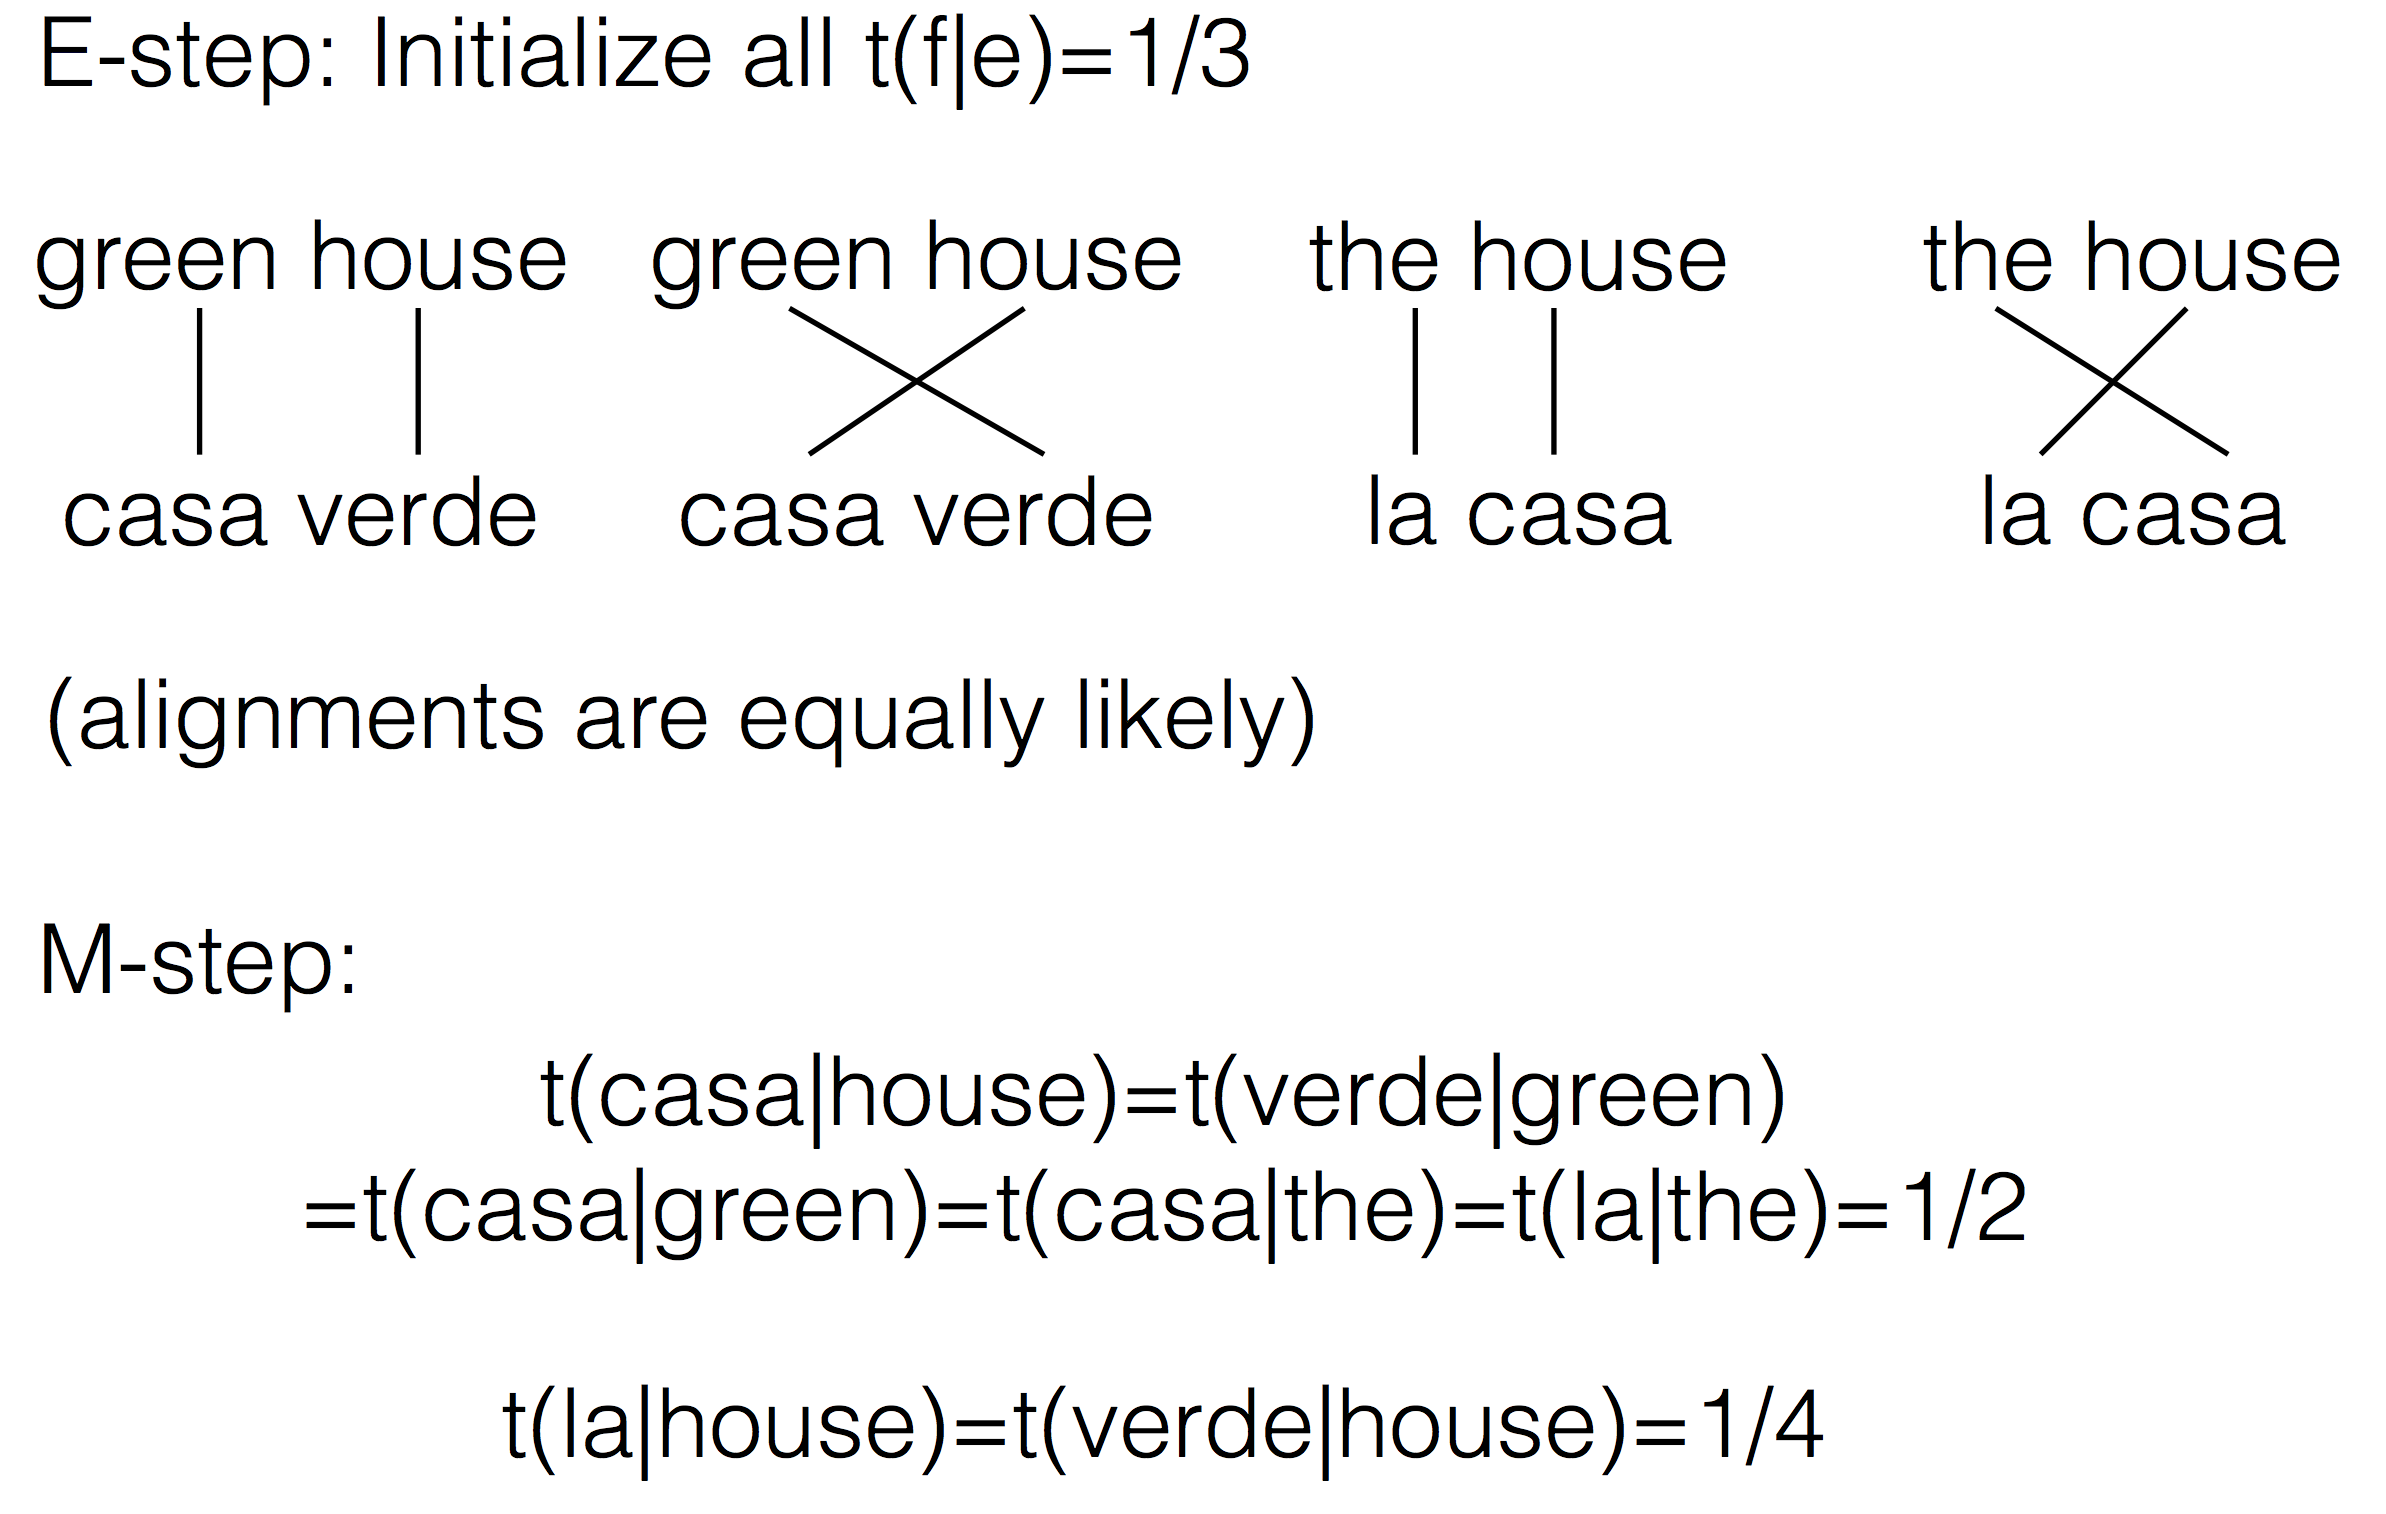 E-step: Initialize all t(f|e)=1/3
green house green house the house the house
casa verde casa verde la casa la casa
(alignments are equally likely)
M-step:
t(casa|house)=t(verde|green)
=t(casa|green)=t(casa|the)=t(la|the)=1/2
t(la|house)=t(verde|house)=1/4